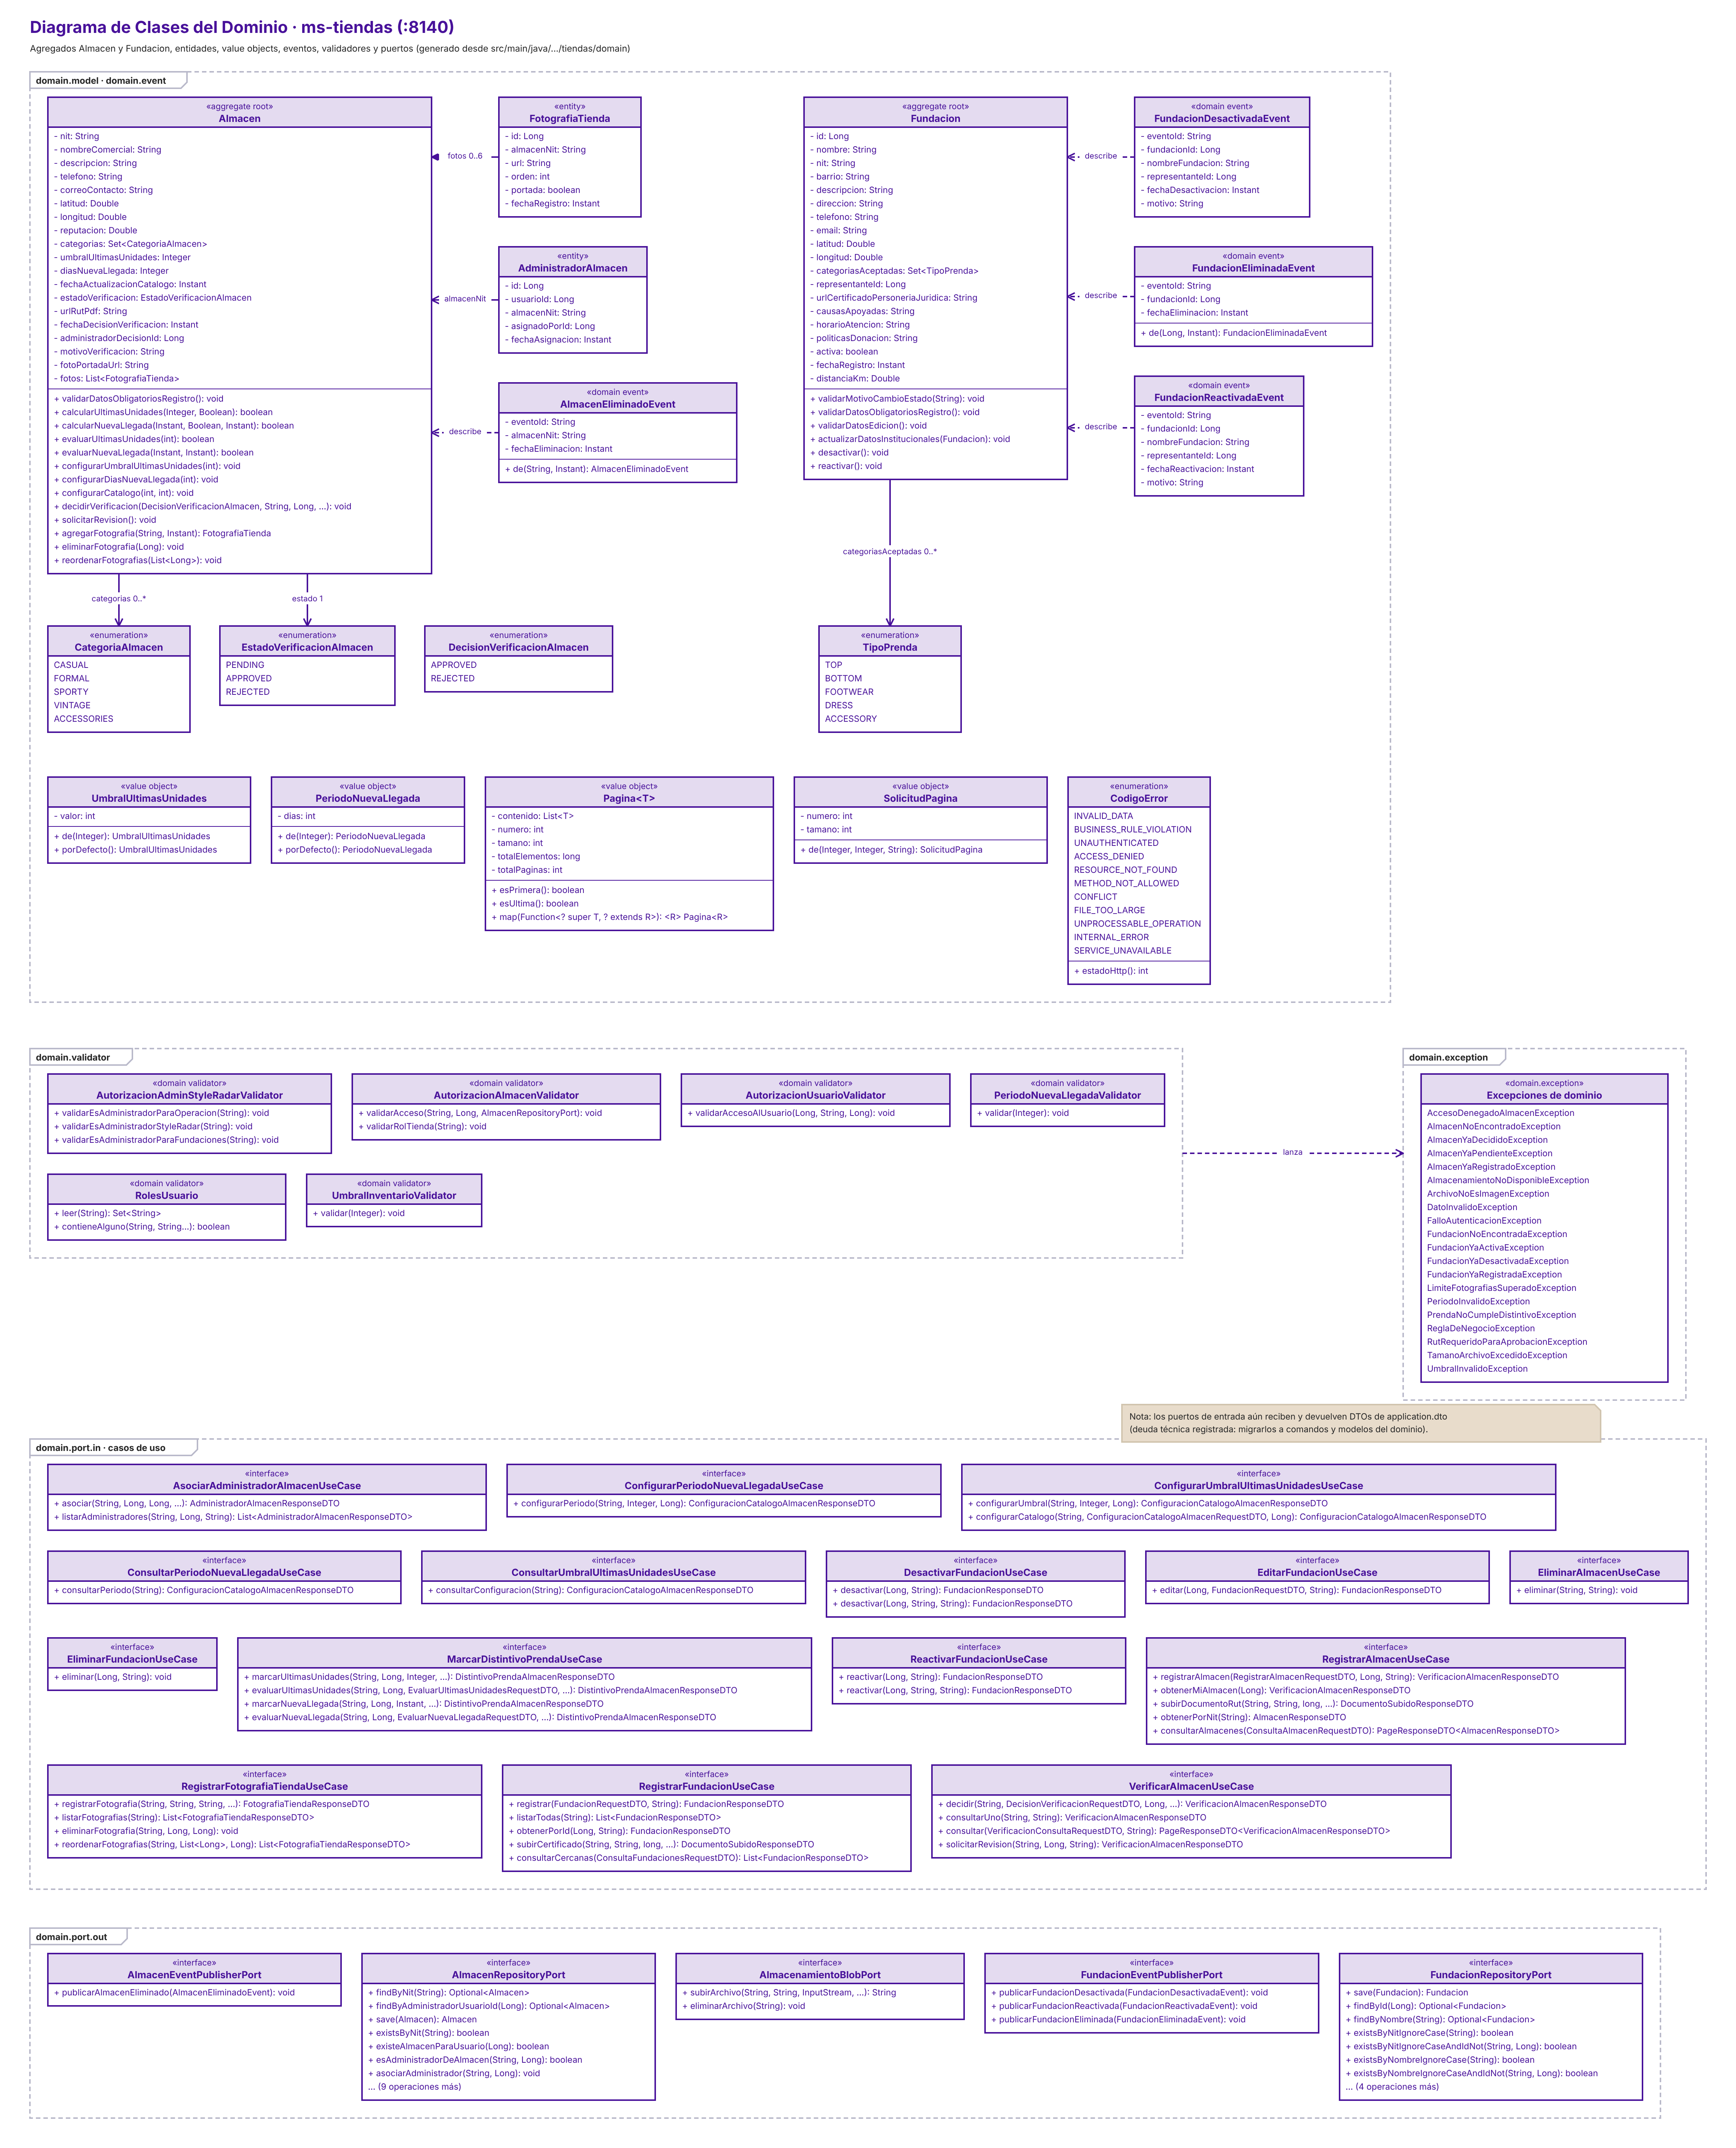 Diagrama de Clases del Dominio · ms-tiendas (:8140)
Agregados Almacen y Fundacion, entidades, value objects, eventos, validadores y puertos (generado desde src/main/java/.../tiendas/domain)
domain.model · domain.event
«aggregate root»
Almacen
- nit: String
- nombreComercial: String
- descripcion: String
- telefono: String
- correoContacto: String
- latitud: Double
- longitud: Double
- reputacion: Double
- categorias: Set<CategoriaAlmacen>
- umbralUltimasUnidades: Integer
- diasNuevaLlegada: Integer
- fechaActualizacionCatalogo: Instant
- estadoVerificacion: EstadoVerificacionAlmacen
- urlRutPdf: String
- fechaDecisionVerificacion: Instant
- administradorDecisionId: Long
- motivoVerificacion: String
- fotoPortadaUrl: String
- fotos: List<FotografiaTienda>
+ validarDatosObligatoriosRegistro(): void
+ calcularUltimasUnidades(Integer, Boolean): boolean
+ calcularNuevaLlegada(Instant, Boolean, Instant): boolean
+ evaluarUltimasUnidades(int): boolean
+ evaluarNuevaLlegada(Instant, Instant): boolean
+ configurarUmbralUltimasUnidades(int): void
+ configurarDiasNuevaLlegada(int): void
+ configurarCatalogo(int, int): void
+ decidirVerificacion(DecisionVerificacionAlmacen, String, Long, ...): void
+ solicitarRevision(): void
+ agregarFotografia(String, Instant): FotografiaTienda
+ eliminarFotografia(Long): void
+ reordenarFotografias(List<Long>): void
fotos 0..6
«entity»
FotografiaTienda
- id: Long
- almacenNit: String
- url: String
- orden: int
- portada: boolean
- fechaRegistro: Instant
almacenNit
«entity»
AdministradorAlmacen
- id: Long
- usuarioId: Long
- almacenNit: String
- asignadoPorId: Long
- fechaAsignacion: Instant
describe
«domain event»
AlmacenEliminadoEvent
- eventoId: String
- almacenNit: String
- fechaEliminacion: Instant
+ de(String, Instant): AlmacenEliminadoEvent
«aggregate root»
Fundacion
- id: Long
- nombre: String
- nit: String
- barrio: String
- descripcion: String
- direccion: String
- telefono: String
- email: String
- latitud: Double
- longitud: Double
- categoriasAceptadas: Set<TipoPrenda>
- representanteId: Long
- urlCertificadoPersoneriaJuridica: String
- causasApoyadas: String
- horarioAtencion: String
- politicasDonacion: String
- activa: boolean
- fechaRegistro: Instant
- distanciaKm: Double
+ validarMotivoCambioEstado(String): void
+ validarDatosObligatoriosRegistro(): void
+ validarDatosEdicion(): void
+ actualizarDatosInstitucionales(Fundacion): void
+ desactivar(): void
+ reactivar(): void
describe
«domain event»
FundacionDesactivadaEvent
- eventoId: String
- fundacionId: Long
- nombreFundacion: String
- representanteId: Long
- fechaDesactivacion: Instant
- motivo: String
describe
«domain event»
FundacionEliminadaEvent
- eventoId: String
- fundacionId: Long
- fechaEliminacion: Instant
+ de(Long, Instant): FundacionEliminadaEvent
describe
«domain event»
FundacionReactivadaEvent
- eventoId: String
- fundacionId: Long
- nombreFundacion: String
- representanteId: Long
- fechaReactivacion: Instant
- motivo: String
categorias 0..*
estado 1
categoriasAceptadas 0..*
«enumeration»
CategoriaAlmacen
CASUAL
FORMAL
SPORTY
VINTAGE
ACCESSORIES
«enumeration»
EstadoVerificacionAlmacen
PENDING
APPROVED
REJECTED
«enumeration»
DecisionVerificacionAlmacen
APPROVED
REJECTED
«enumeration»
TipoPrenda
TOP
BOTTOM
FOOTWEAR
DRESS
ACCESSORY
«value object»
UmbralUltimasUnidades
- valor: int
+ de(Integer): UmbralUltimasUnidades
+ porDefecto(): UmbralUltimasUnidades
«value object»
PeriodoNuevaLlegada
- dias: int
+ de(Integer): PeriodoNuevaLlegada
+ porDefecto(): PeriodoNuevaLlegada
«value object»
Pagina<T>
- contenido: List<T>
- numero: int
- tamano: int
- totalElementos: long
- totalPaginas: int
+ esPrimera(): boolean
+ esUltima(): boolean
+ map(Function<? super T, ? extends R>): <R> Pagina<R>
«value object»
SolicitudPagina
- numero: int
- tamano: int
+ de(Integer, Integer, String): SolicitudPagina
«enumeration»
CodigoError
INVALID_DATA
BUSINESS_RULE_VIOLATION
UNAUTHENTICATED
ACCESS_DENIED
RESOURCE_NOT_FOUND
METHOD_NOT_ALLOWED
CONFLICT
FILE_TOO_LARGE
UNPROCESSABLE_OPERATION
INTERNAL_ERROR
SERVICE_UNAVAILABLE
+ estadoHttp(): int
domain.validator
«domain validator»
AutorizacionAdminStyleRadarValidator
+ validarEsAdministradorParaOperacion(String): void
+ validarEsAdministradorStyleRadar(String): void
+ validarEsAdministradorParaFundaciones(String): void
«domain validator»
AutorizacionAlmacenValidator
+ validarAcceso(String, Long, AlmacenRepositoryPort): void
+ validarRolTienda(String): void
«domain validator»
AutorizacionUsuarioValidator
+ validarAccesoAlUsuario(Long, String, Long): void
«domain validator»
PeriodoNuevaLlegadaValidator
+ validar(Integer): void
«domain validator»
RolesUsuario
+ leer(String): Set<String>
+ contieneAlguno(String, String...): boolean
«domain validator»
UmbralInventarioValidator
+ validar(Integer): void
lanza
domain.exception
«domain.exception»
Excepciones de dominio
AccesoDenegadoAlmacenException
AlmacenNoEncontradoException
AlmacenYaDecididoException
AlmacenYaPendienteException
AlmacenYaRegistradoException
AlmacenamientoNoDisponibleException
ArchivoNoEsImagenException
DatoInvalidoException
FalloAutenticacionException
FundacionNoEncontradaException
FundacionYaActivaException
FundacionYaDesactivadaException
FundacionYaRegistradaException
LimiteFotografiasSuperadoException
PeriodoInvalidoException
PrendaNoCumpleDistintivoException
ReglaDeNegocioException
RutRequeridoParaAprobacionException
TamanoArchivoExcedidoException
UmbralInvalidoException
Nota: los puertos de entrada aún reciben y devuelven DTOs de application.dto
(deuda técnica registrada: migrarlos a comandos y modelos del dominio).
domain.port.in · casos de uso
«interface»
AsociarAdministradorAlmacenUseCase
+ asociar(String, Long, Long, ...): AdministradorAlmacenResponseDTO
+ listarAdministradores(String, Long, String): List<AdministradorAlmacenResponseDTO>
«interface»
ConfigurarPeriodoNuevaLlegadaUseCase
+ configurarPeriodo(String, Integer, Long): ConfiguracionCatalogoAlmacenResponseDTO
«interface»
ConfigurarUmbralUltimasUnidadesUseCase
+ configurarUmbral(String, Integer, Long): ConfiguracionCatalogoAlmacenResponseDTO
+ configurarCatalogo(String, ConfiguracionCatalogoAlmacenRequestDTO, Long): ConfiguracionCatalogoAlmacenResponseDTO
«interface»
ConsultarPeriodoNuevaLlegadaUseCase
+ consultarPeriodo(String): ConfiguracionCatalogoAlmacenResponseDTO
«interface»
ConsultarUmbralUltimasUnidadesUseCase
+ consultarConfiguracion(String): ConfiguracionCatalogoAlmacenResponseDTO
«interface»
DesactivarFundacionUseCase
+ desactivar(Long, String): FundacionResponseDTO
+ desactivar(Long, String, String): FundacionResponseDTO
«interface»
EditarFundacionUseCase
+ editar(Long, FundacionRequestDTO, String): FundacionResponseDTO
«interface»
EliminarAlmacenUseCase
+ eliminar(String, String): void
«interface»
EliminarFundacionUseCase
+ eliminar(Long, String): void
«interface»
MarcarDistintivoPrendaUseCase
+ marcarUltimasUnidades(String, Long, Integer, ...): DistintivoPrendaAlmacenResponseDTO
+ evaluarUltimasUnidades(String, Long, EvaluarUltimasUnidadesRequestDTO, ...): DistintivoPrendaAlmacenResponseDTO
+ marcarNuevaLlegada(String, Long, Instant, ...): DistintivoPrendaAlmacenResponseDTO
+ evaluarNuevaLlegada(String, Long, EvaluarNuevaLlegadaRequestDTO, ...): DistintivoPrendaAlmacenResponseDTO
«interface»
ReactivarFundacionUseCase
+ reactivar(Long, String): FundacionResponseDTO
+ reactivar(Long, String, String): FundacionResponseDTO
«interface»
RegistrarAlmacenUseCase
+ registrarAlmacen(RegistrarAlmacenRequestDTO, Long, String): VerificacionAlmacenResponseDTO
+ obtenerMiAlmacen(Long): VerificacionAlmacenResponseDTO
+ subirDocumentoRut(String, String, long, ...): DocumentoSubidoResponseDTO
+ obtenerPorNit(String): AlmacenResponseDTO
+ consultarAlmacenes(ConsultaAlmacenRequestDTO): PageResponseDTO<AlmacenResponseDTO>
«interface»
RegistrarFotografiaTiendaUseCase
+ registrarFotografia(String, String, String, ...): FotografiaTiendaResponseDTO
+ listarFotografias(String): List<FotografiaTiendaResponseDTO>
+ eliminarFotografia(String, Long, Long): void
+ reordenarFotografias(String, List<Long>, Long): List<FotografiaTiendaResponseDTO>
«interface»
RegistrarFundacionUseCase
+ registrar(FundacionRequestDTO, String): FundacionResponseDTO
+ listarTodas(String): List<FundacionResponseDTO>
+ obtenerPorId(Long, String): FundacionResponseDTO
+ subirCertificado(String, String, long, ...): DocumentoSubidoResponseDTO
+ consultarCercanas(ConsultaFundacionesRequestDTO): List<FundacionResponseDTO>
«interface»
VerificarAlmacenUseCase
+ decidir(String, DecisionVerificacionRequestDTO, Long, ...): VerificacionAlmacenResponseDTO
+ consultarUno(String, String): VerificacionAlmacenResponseDTO
+ consultar(VerificacionConsultaRequestDTO, String): PageResponseDTO<VerificacionAlmacenResponseDTO>
+ solicitarRevision(String, Long, String): VerificacionAlmacenResponseDTO
domain.port.out
«interface»
AlmacenEventPublisherPort
+ publicarAlmacenEliminado(AlmacenEliminadoEvent): void
«interface»
AlmacenRepositoryPort
+ findByNit(String): Optional<Almacen>
+ findByAdministradorUsuarioId(Long): Optional<Almacen>
+ save(Almacen): Almacen
+ existsByNit(String): boolean
+ existeAlmacenParaUsuario(Long): boolean
+ esAdministradorDeAlmacen(String, Long): boolean
+ asociarAdministrador(String, Long): void
... (9 operaciones más)
«interface»
AlmacenamientoBlobPort
+ subirArchivo(String, String, InputStream, ...): String
+ eliminarArchivo(String): void
«interface»
FundacionEventPublisherPort
+ publicarFundacionDesactivada(FundacionDesactivadaEvent): void
+ publicarFundacionReactivada(FundacionReactivadaEvent): void
+ publicarFundacionEliminada(FundacionEliminadaEvent): void
«interface»
FundacionRepositoryPort
+ save(Fundacion): Fundacion
+ findById(Long): Optional<Fundacion>
+ findByNombre(String): Optional<Fundacion>
+ existsByNitIgnoreCase(String): boolean
+ existsByNitIgnoreCaseAndIdNot(String, Long): boolean
+ existsByNombreIgnoreCase(String): boolean
+ existsByNombreIgnoreCaseAndIdNot(String, Long): boolean
... (4 operaciones más)